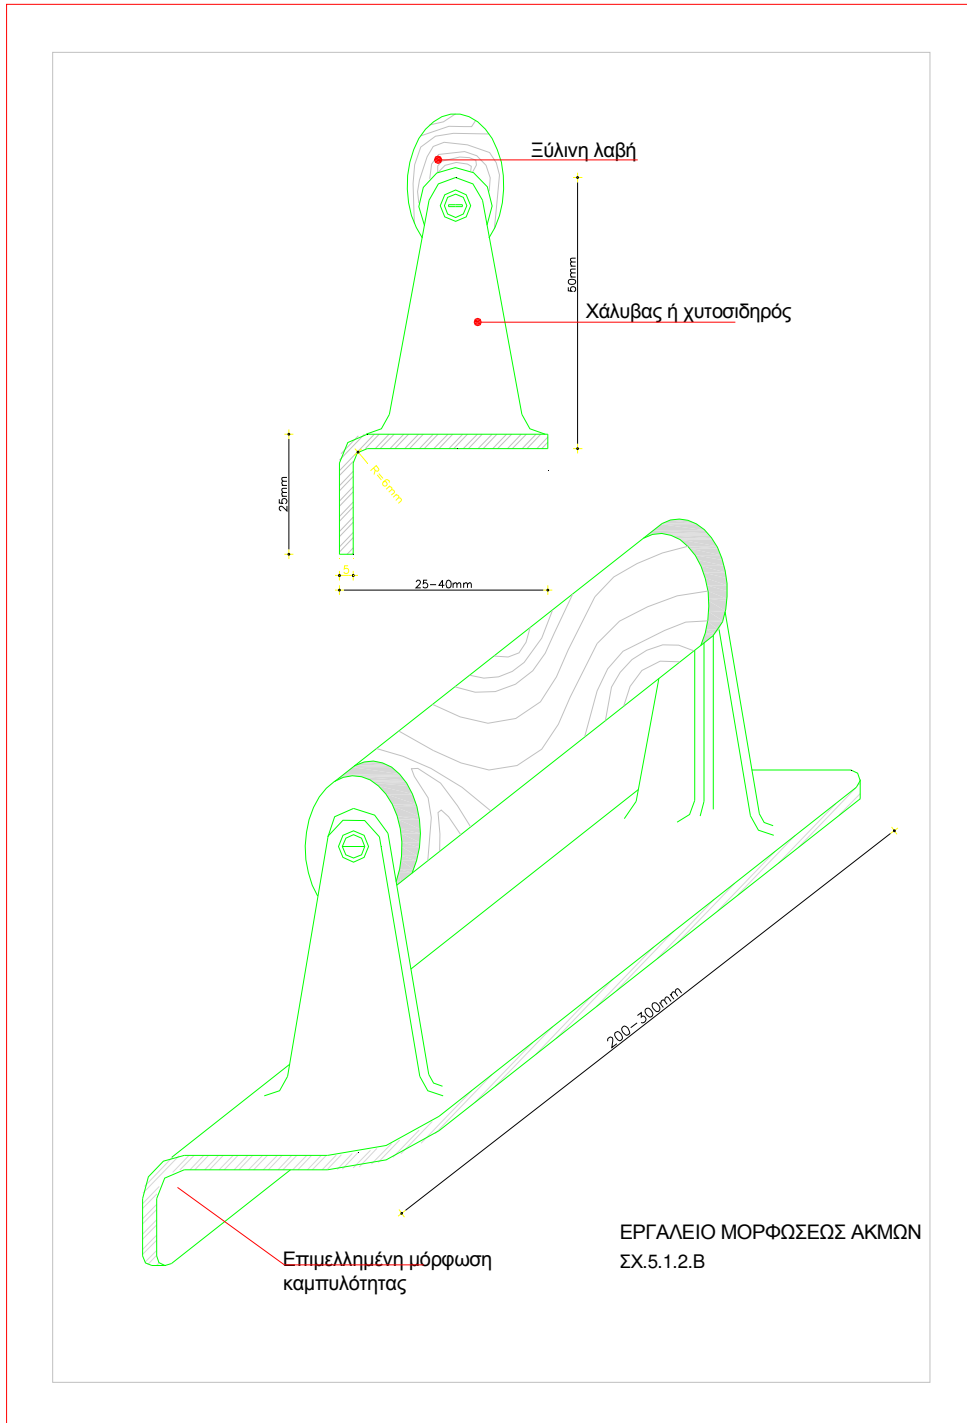 Ξύλινη λαβή
50mm
Χάλυβας ή χυτοσιδηρός
25mm
R=6mm
5
25-40mm
200-300mm
ΕΡΓΑΛΕΙΟ ΜΟΡΦΩΣΕΩΣ ΑΚΜΩΝ
ΣΧ.5.1.2.Β
Επιμελλημένη μόρφωση
καμπυλότητας